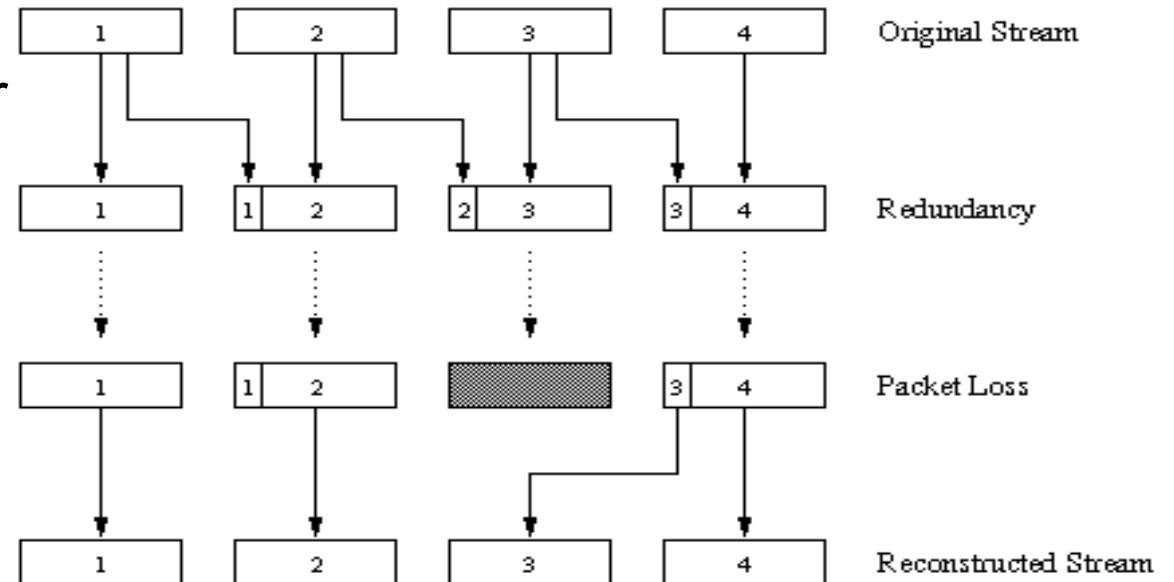 1 2 3 4 Original Stream
1 1 2 2 3 3 4 Redundancy
1 1 2 3 4 Packet Loss
1 2 3 4 Reconstructed Stream